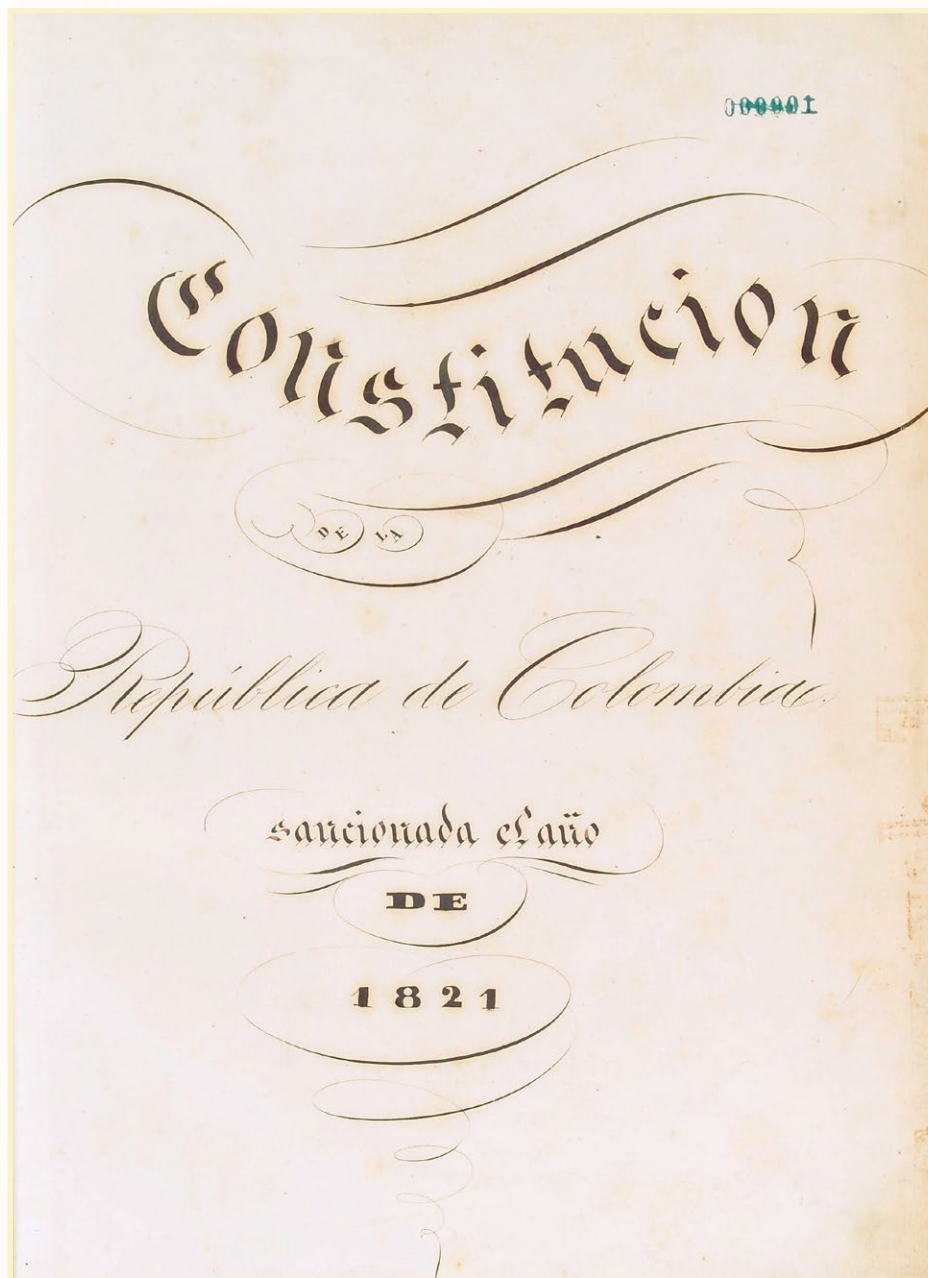 000001
Constitucion
DE LA
República de Colombia
sancionada el año
DE
1821